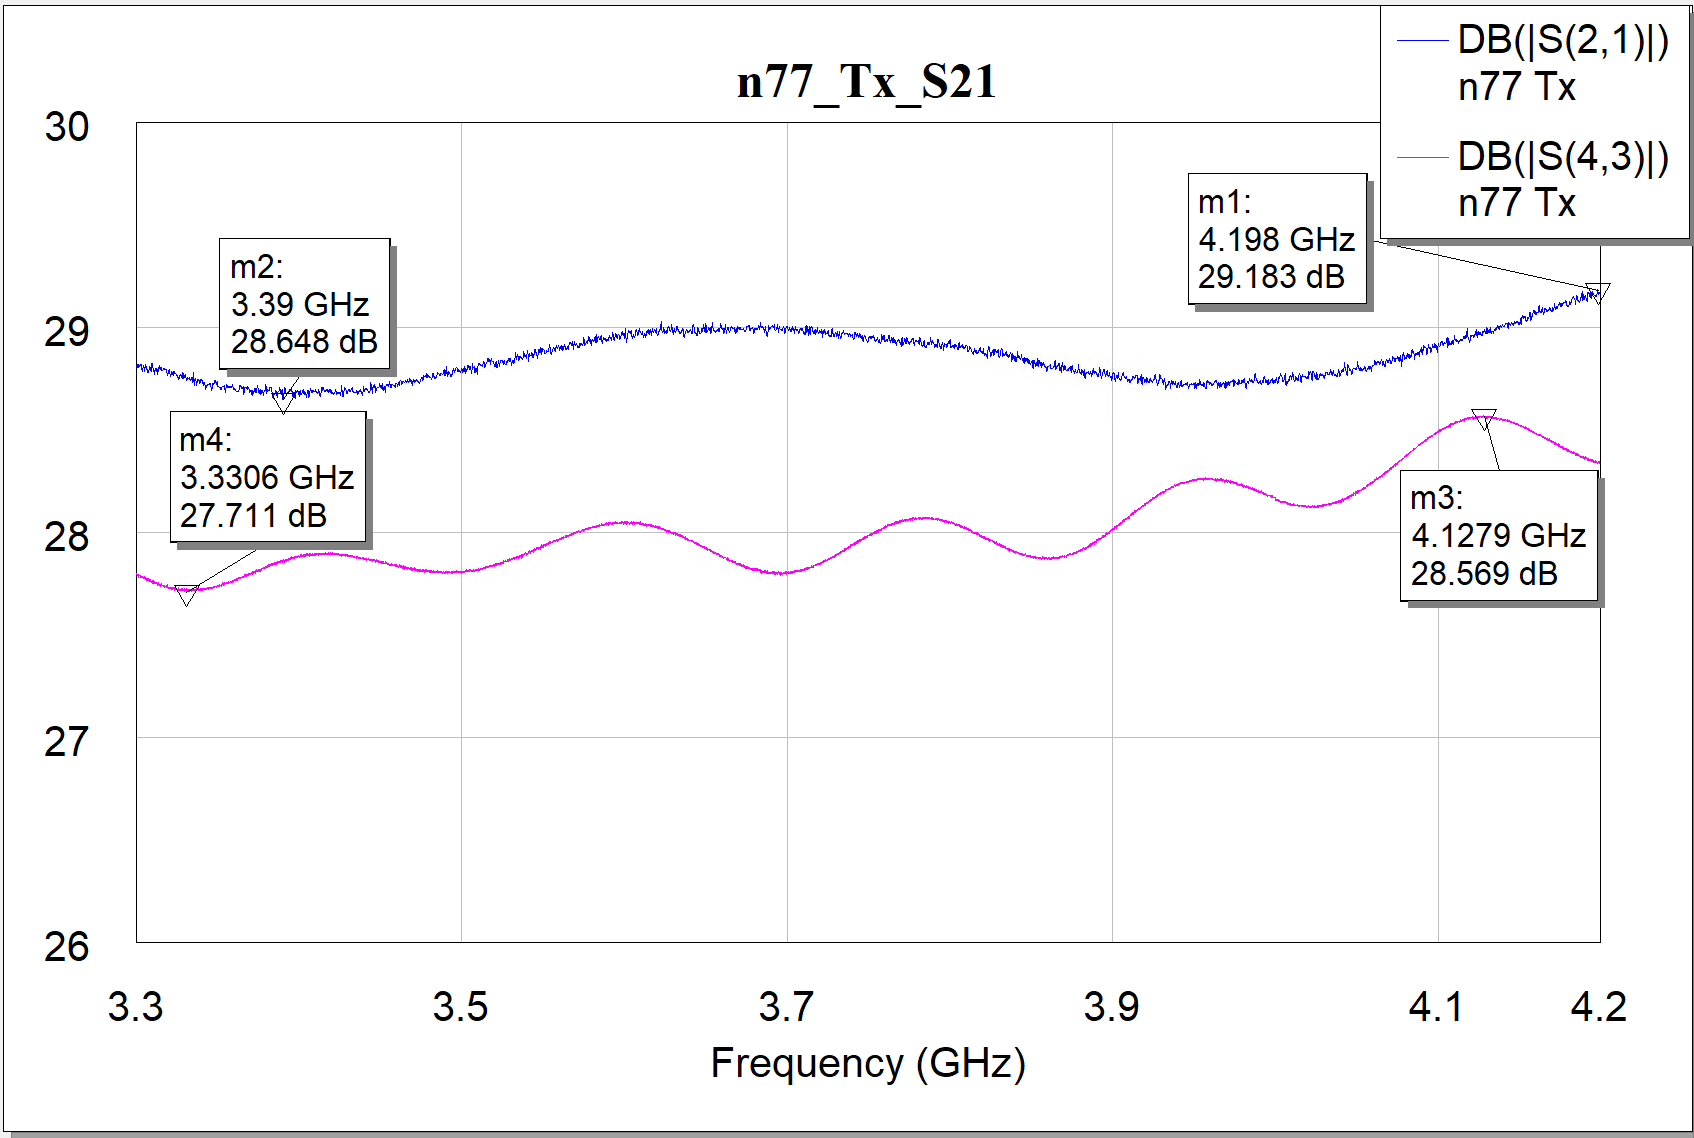 n77_Tx_S21
DB(|S(2,1)|)
n77 Tx
DB(|S(4,3)|)
n77 Tx
30
29
28
27
26
m1:
4.198 GHz
29.183 dB
m2:
3.39 GHz
28.648 dB
m4:
3.3306 GHz
27.711 dB
m3:
4.1279 GHz
28.569 dB
3.3
3.5
3.7
3.9
4.1
4.2
Frequency (GHz)